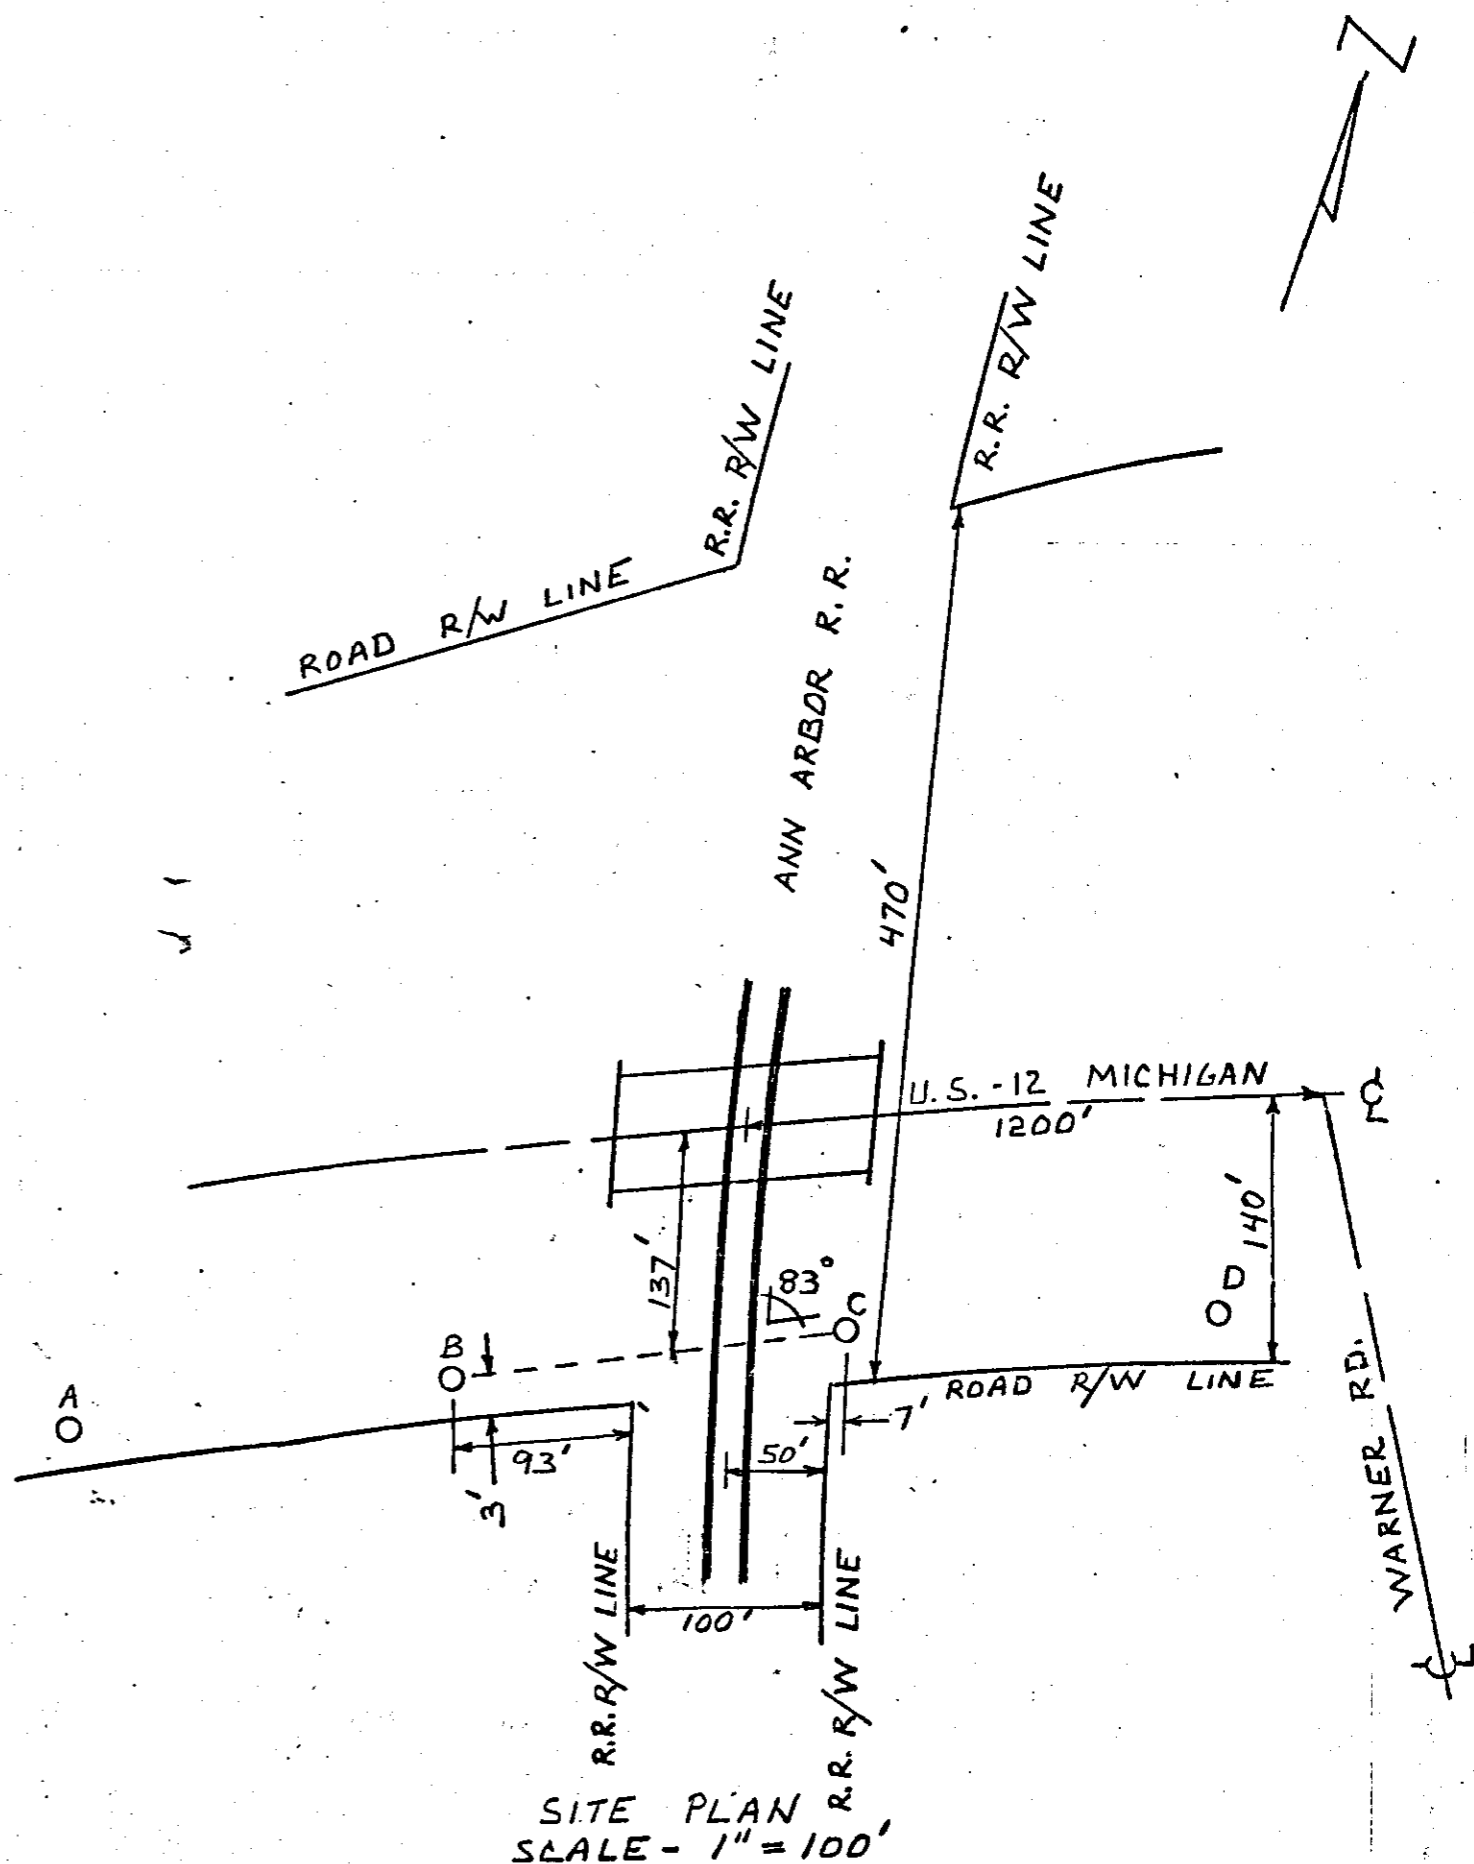 N
R.R. R/W LINE
R.R. R/W LINE
ROAD R/W LINE
ANN ARBOR R.R.
470'
U.S.-12 MICHIGAN
1200'
C L
137'
140'
83°
D
C
B
A
ROAD R/W LINE
7'
93'
50'
3'
WARNER RD.
C L
100'
R.R. R/W LINE
R.R. R/W LINE
SITE PLAN
SCALE - 1" = 100'